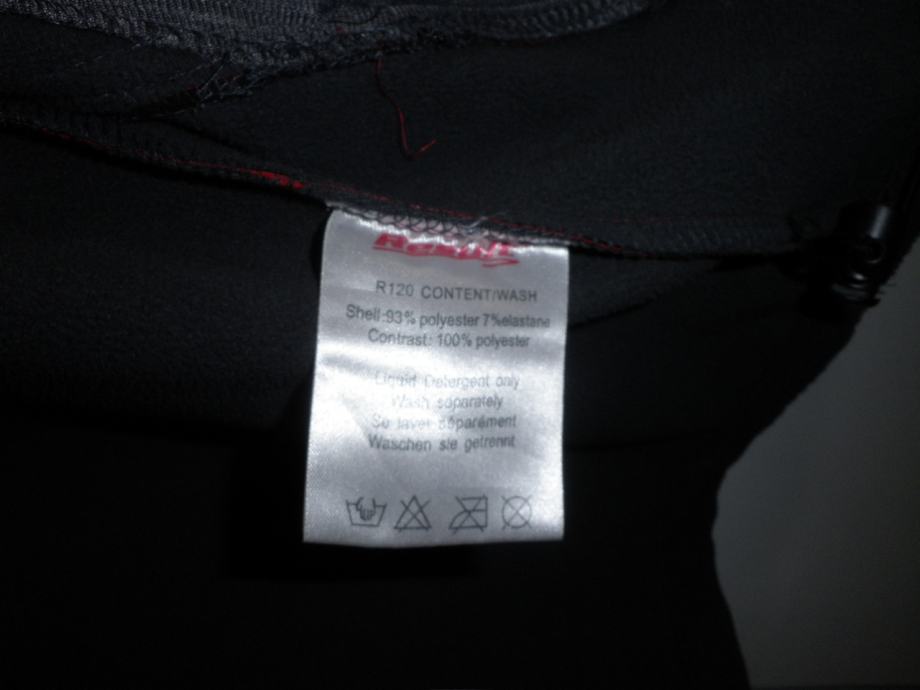 R120 CONTENT/WASH
Shell:93% polyester 7%elastane
Contrast: 100% polyester
Liquid Detergent only
Wash separately
Se laver séparément
Waschen sie getrennt